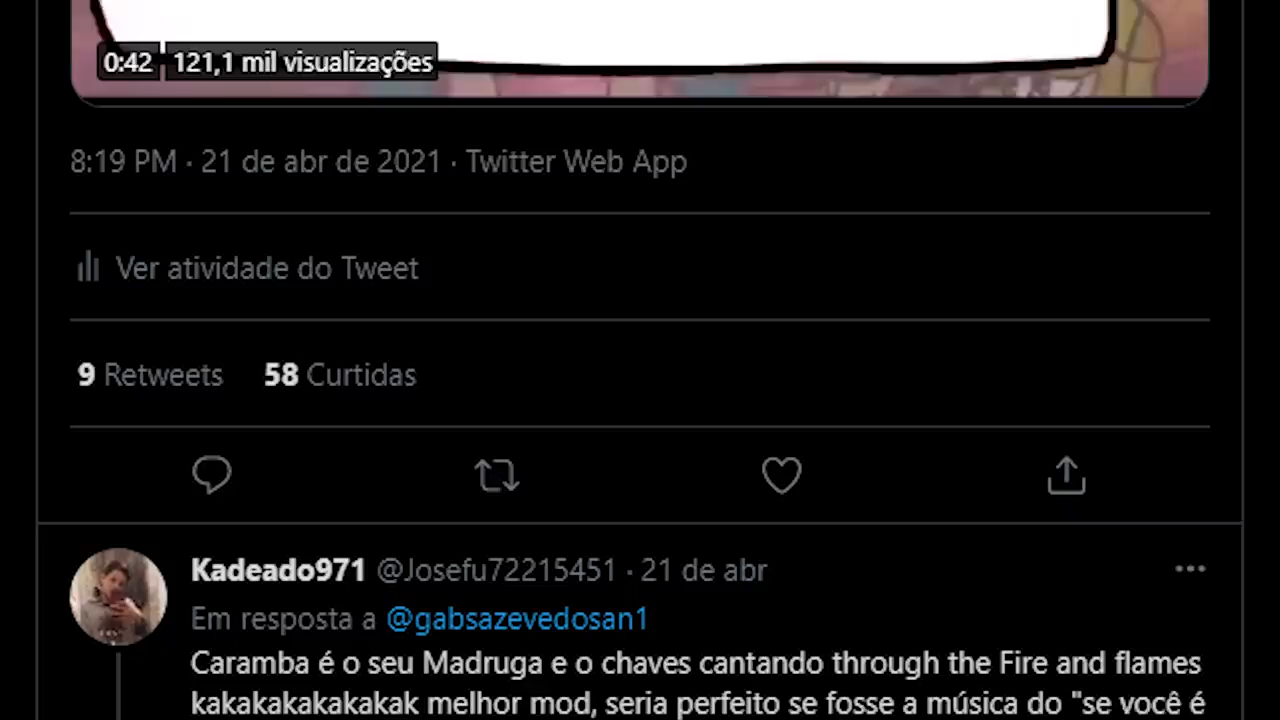 0:42 121,1 mil visualizações
8:19 PM · 21 de abr de 2021 · Twitter Web App
Ver atividade do Tweet
9 Retweets 58 Curtidas
Kadeado971 @Josefu72215451 · 21 de abr
Em resposta a @gabsazevedosan1
Caramba é o seu Madruga e o chaves cantando through the Fire and flames
kakakakakakakak melhor mod, seria perfeito se fosse a música do "se você é